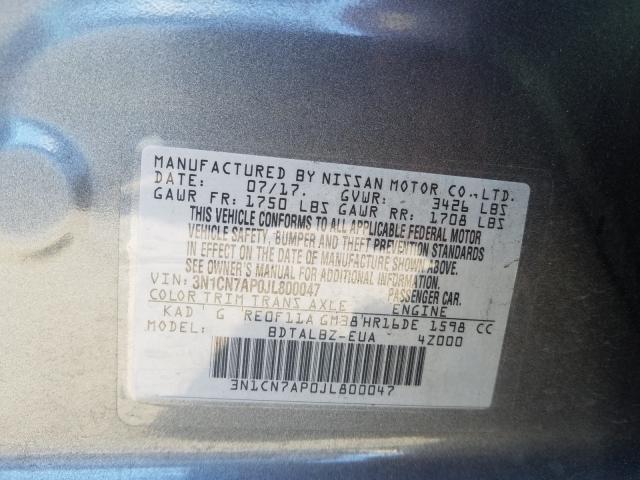 MANUFACTURED BY NISSAN MOTOR CO.,LTD.
DATE: 07/17. GVWR: 3426 LBS
GAWR FR: 1750 LBS GAWR RR: 1708 LBS
THIS VEHICLE CONFORMS TO ALL APPLICABLE FEDERAL MOTOR
VEHICLE SAFETY, BUMPER AND THEFT PREVENTION STANDARDS
IN EFFECT ON THE DATE OF MANUFACTURE SHOWN ABOVE.
SEE OWNER'S MANUAL FOR ADDITIONAL INFORMATION
VIN: 3N1CN7AP0JL800047 PASSENGER CAR.
COLOR TRIM TRANS AXLE ENGINE
KAD G RE0F11A GM38 HR16DE 1598 CC
MODEL: BDTALBZ-EUA 4Z000
3N1CN7AP0JL800047